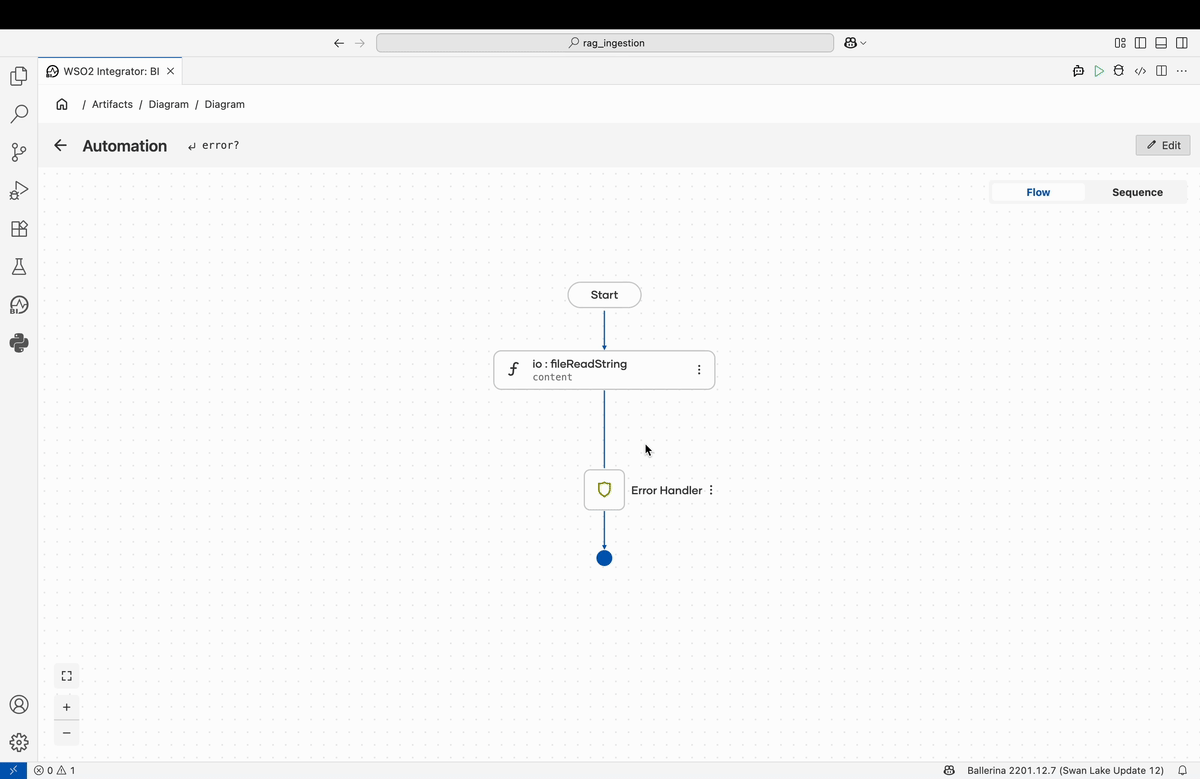 rag_ingestion
WSO2 Integrator: BI
/ Artifacts / Diagram / Diagram
Automation
error?
Edit
Flow
Sequence
Start
io : fileReadString
content
Error Handler
0
1
Ballerina 2201.12.7 (Swan Lake Update 12)